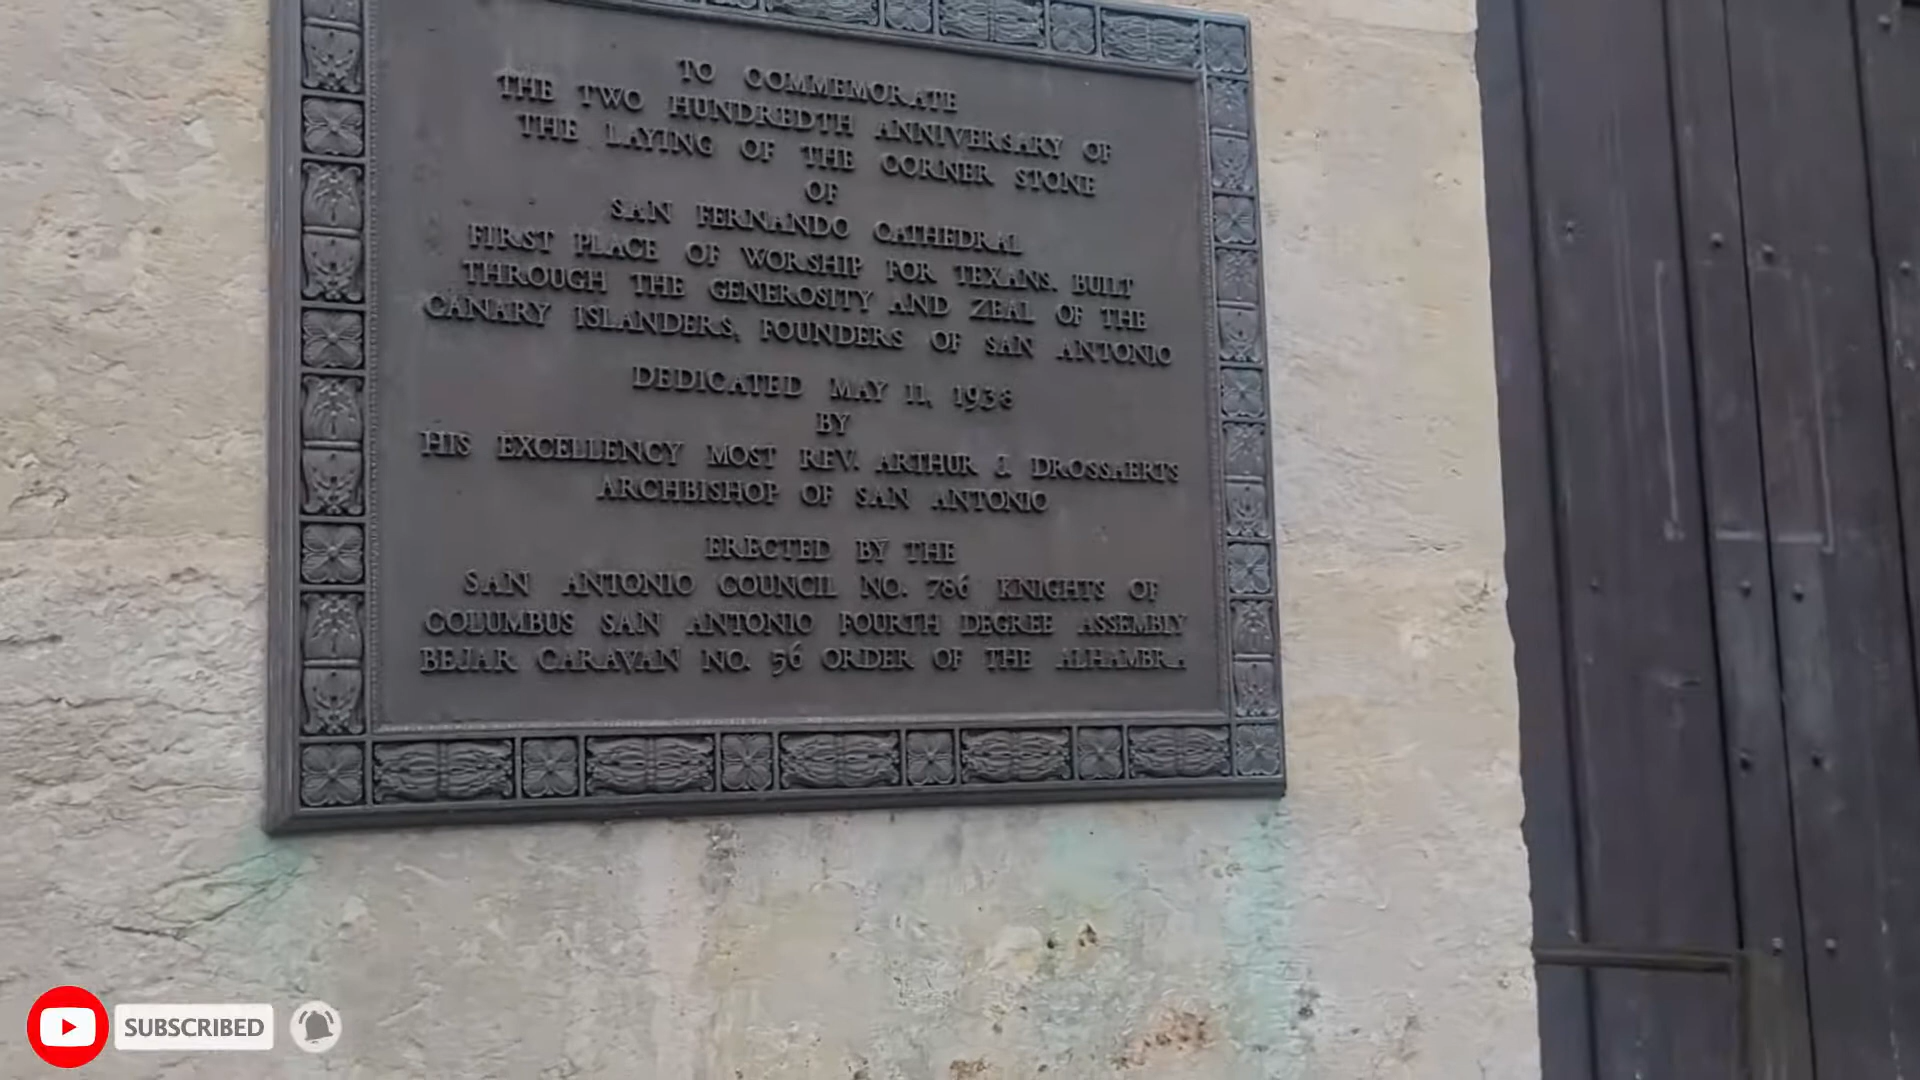 TO COMMEMORATE
THE TWO HUNDREDTH ANNIVERSARY OF
THE LAYING OF THE CORNER STONE
OF
SAN FERNANDO CATHEDRAL
FIRST PLACE OF WORSHIP FOR TEXANS. BUILT
THROUGH THE GENEROSITY AND ZEAL OF THE
CANARY ISLANDERS, FOUNDERS OF SAN ANTONIO
DEDICATED MAY 11, 1938
BY
HIS EXCELLENCY MOST REV. ARTHUR J. DROSSAERTS
ARCHBISHOP OF SAN ANTONIO
ERECTED BY THE
SAN ANTONIO COUNCIL NO. 786 KNIGHTS OF
COLUMBUS SAN ANTONIO FOURTH DEGREE ASSEMBLY
BEJAR CARAVAN NO. 56 ORDER OF THE ALHAMBRA
SUBSCRIBED